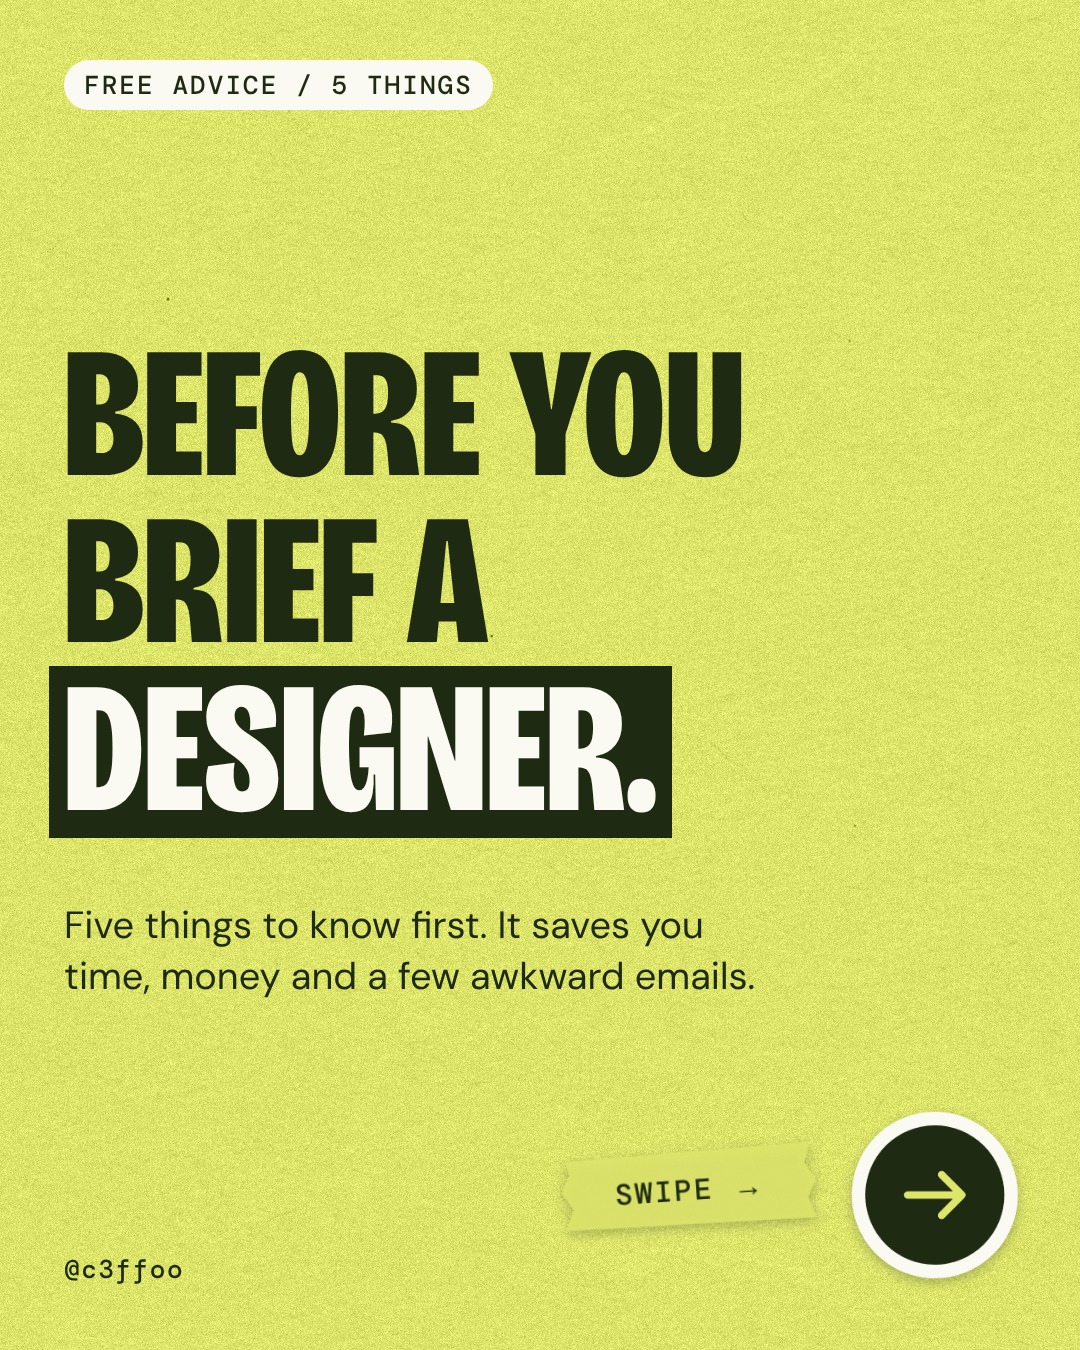 FREE ADVICE / 5 THINGS
BEFORE YOU
BRIEF A
DESIGNER.
Five things to know first. It saves you
time, money and a few awkward emails.
SWIPE →
@c3ffoo